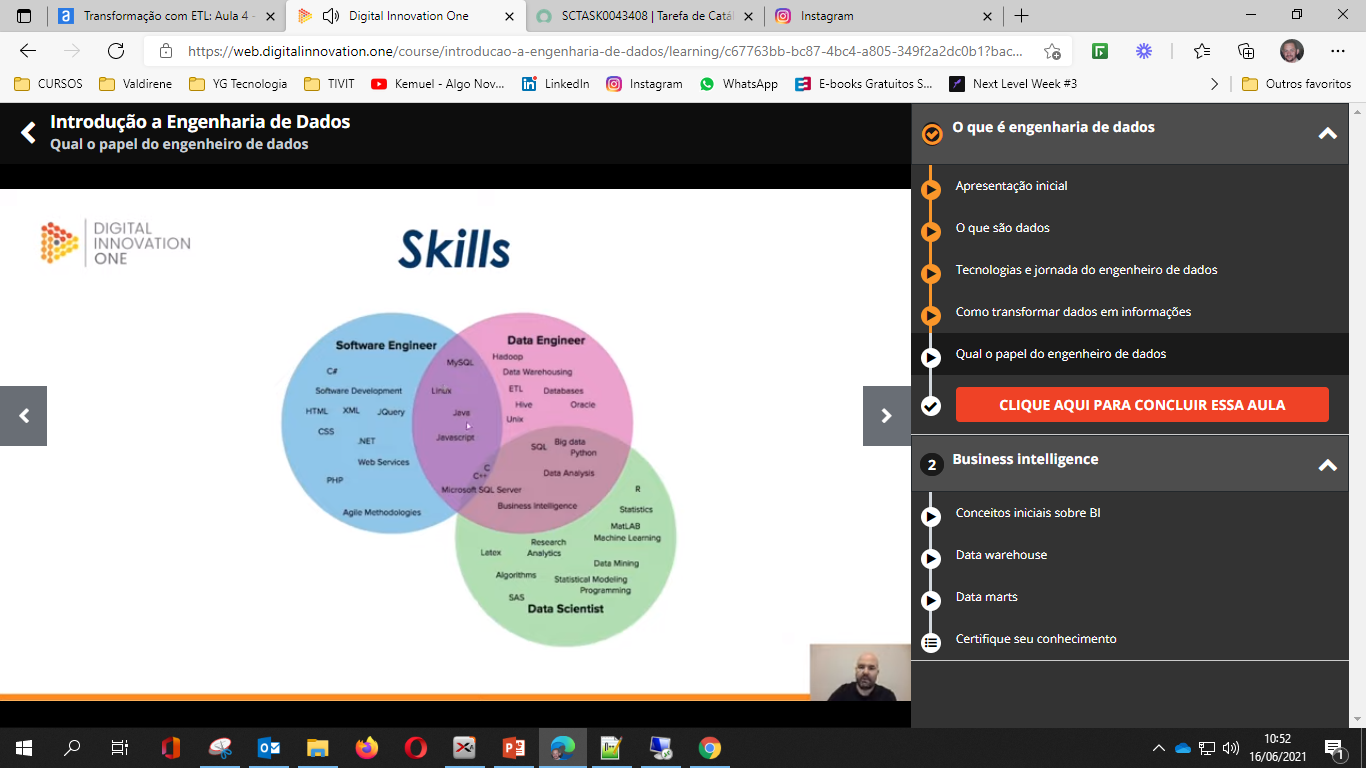 Transformação com ETL: Aula 4 -
Digital Innovation One
SCTASK0043408 | Tarefa de Catál
Instagram
https://web.digitalinnovation.one/course/introducao-a-engenharia-de-dados/learning/c67763bb-bc87-4bc4-a805-349f2a2dc0b1?bac...
CURSOS
Valdirene
YG Tecnologia
TIVIT
Kemuel - Algo Nov...
LinkedIn
Instagram
WhatsApp
E-books Gratuitos S...
Next Level Week #3
Outros favoritos
Introdução a Engenharia de Dados
Qual o papel do engenheiro de dados
DIGITAL
INNOVATION
ONE
Skills
Software Engineer
C#
Software Development
HTML XML JQuery
CSS
.NET
Web Services
PHP
Agile Methodologies
MySQL
Linux
Java
Javascript
C
C++
Microsoft SQL Server
Data Engineer
Hadoop
Data Warehousing
ETL Databases
Hive Oracle
Unix
SQL Big data
Python
Data Analysis
Business Intelligence
R
Statistics
MatLAB
Machine Learning
Research
Analytics
Latex
Data Mining
Algorithms
Statistical Modeling
Programming
SAS
Data Scientist
O que é engenharia de dados
Apresentação inicial
O que são dados
Tecnologias e jornada do engenheiro de dados
Como transformar dados em informações
Qual o papel do engenheiro de dados
CLIQUE AQUI PARA CONCLUIR ESSA AULA
2 Business intelligence
Conceitos iniciais sobre BI
Data warehouse
Data marts
Certifique seu conhecimento
10:52
16/06/2021
1